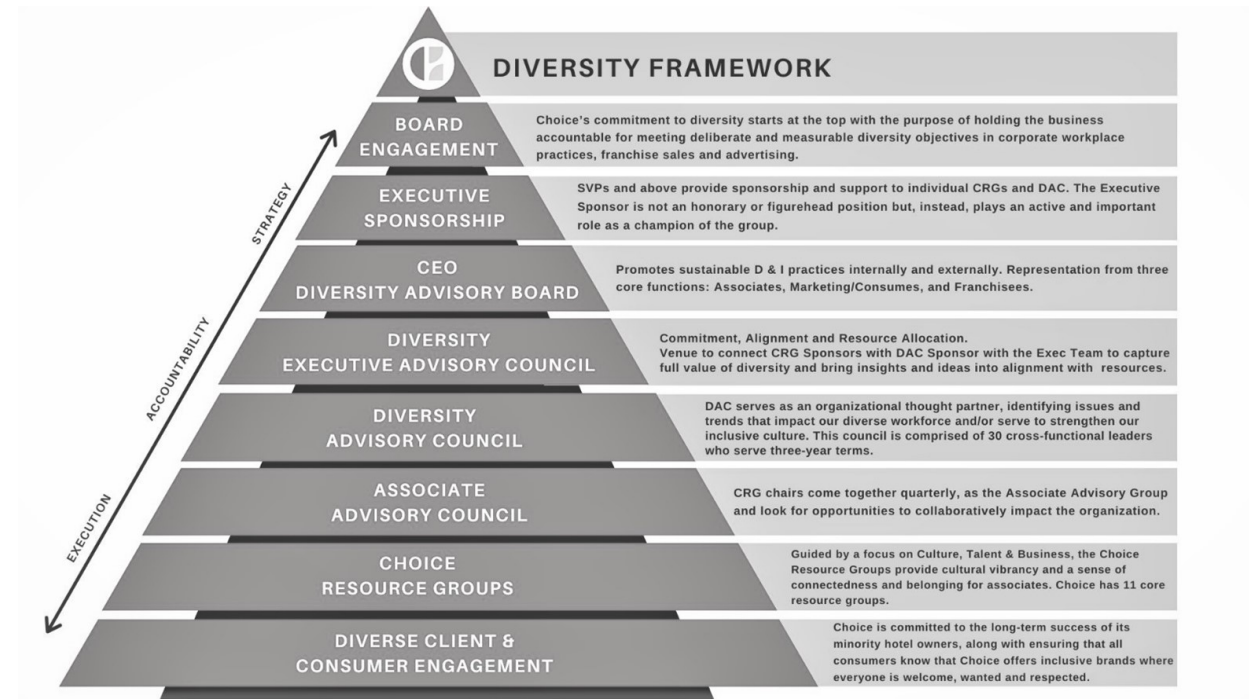 DIVERSITY FRAMEWORK
BOARD
ENGAGEMENT
Choice's commitment to diversity starts at the top with the purpose of holding the business
accountable for meeting deliberate and measurable diversity objectives in corporate workplace
practices, franchise sales and advertising.
EXECUTIVE
SPONSORSHIP
SVPs and above provide sponsorship and support to individual CRGs and DAC. The Executive
Sponsor is not an honorary or figurehead position but, instead, plays an active and important
role as a champion of the group.
CEO
DIVERSITY ADVISORY BOARD
Promotes sustainable D & I practices internally and externally. Representation from three
core functions: Associates, Marketing/Consumes, and Franchisees.
DIVERSITY
EXECUTIVE ADVISORY COUNCIL
Commitment, Alignment and Resource Allocation.
Venue to connect CRG Sponsors with DAC Sponsor with the Exec Team to capture
full value of diversity and bring insights and ideas into alignment with resources.
DIVERSITY
ADVISORY COUNCIL
DAC serves as an organizational thought partner, identifying issues and
trends that impact our diverse workforce and/or serve to strengthen our
inclusive culture. This council is comprised of 30 cross-functional leaders
who serve three-year terms.
ASSOCIATE
ADVISORY COUNCIL
CRG chairs come together quarterly, as the Associate Advisory Group
and look for opportunities to collaboratively impact the organization.
CHOICE
RESOURCE GROUPS
Guided by a focus on Culture, Talent & Business, the Choice
Resource Groups provide cultural vibrancy and a sense of
connectedness and belonging for associates. Choice has 11 core
resource groups.
DIVERSE CLIENT &
CONSUMER ENGAGEMENT
Choice is committed to the long-term success of its
minority hotel owners, along with ensuring that all
consumers know that Choice offers inclusive brands where
everyone is welcome, wanted and respected.
STRATEGY
ACCOUNTABILITY
EXECUTION